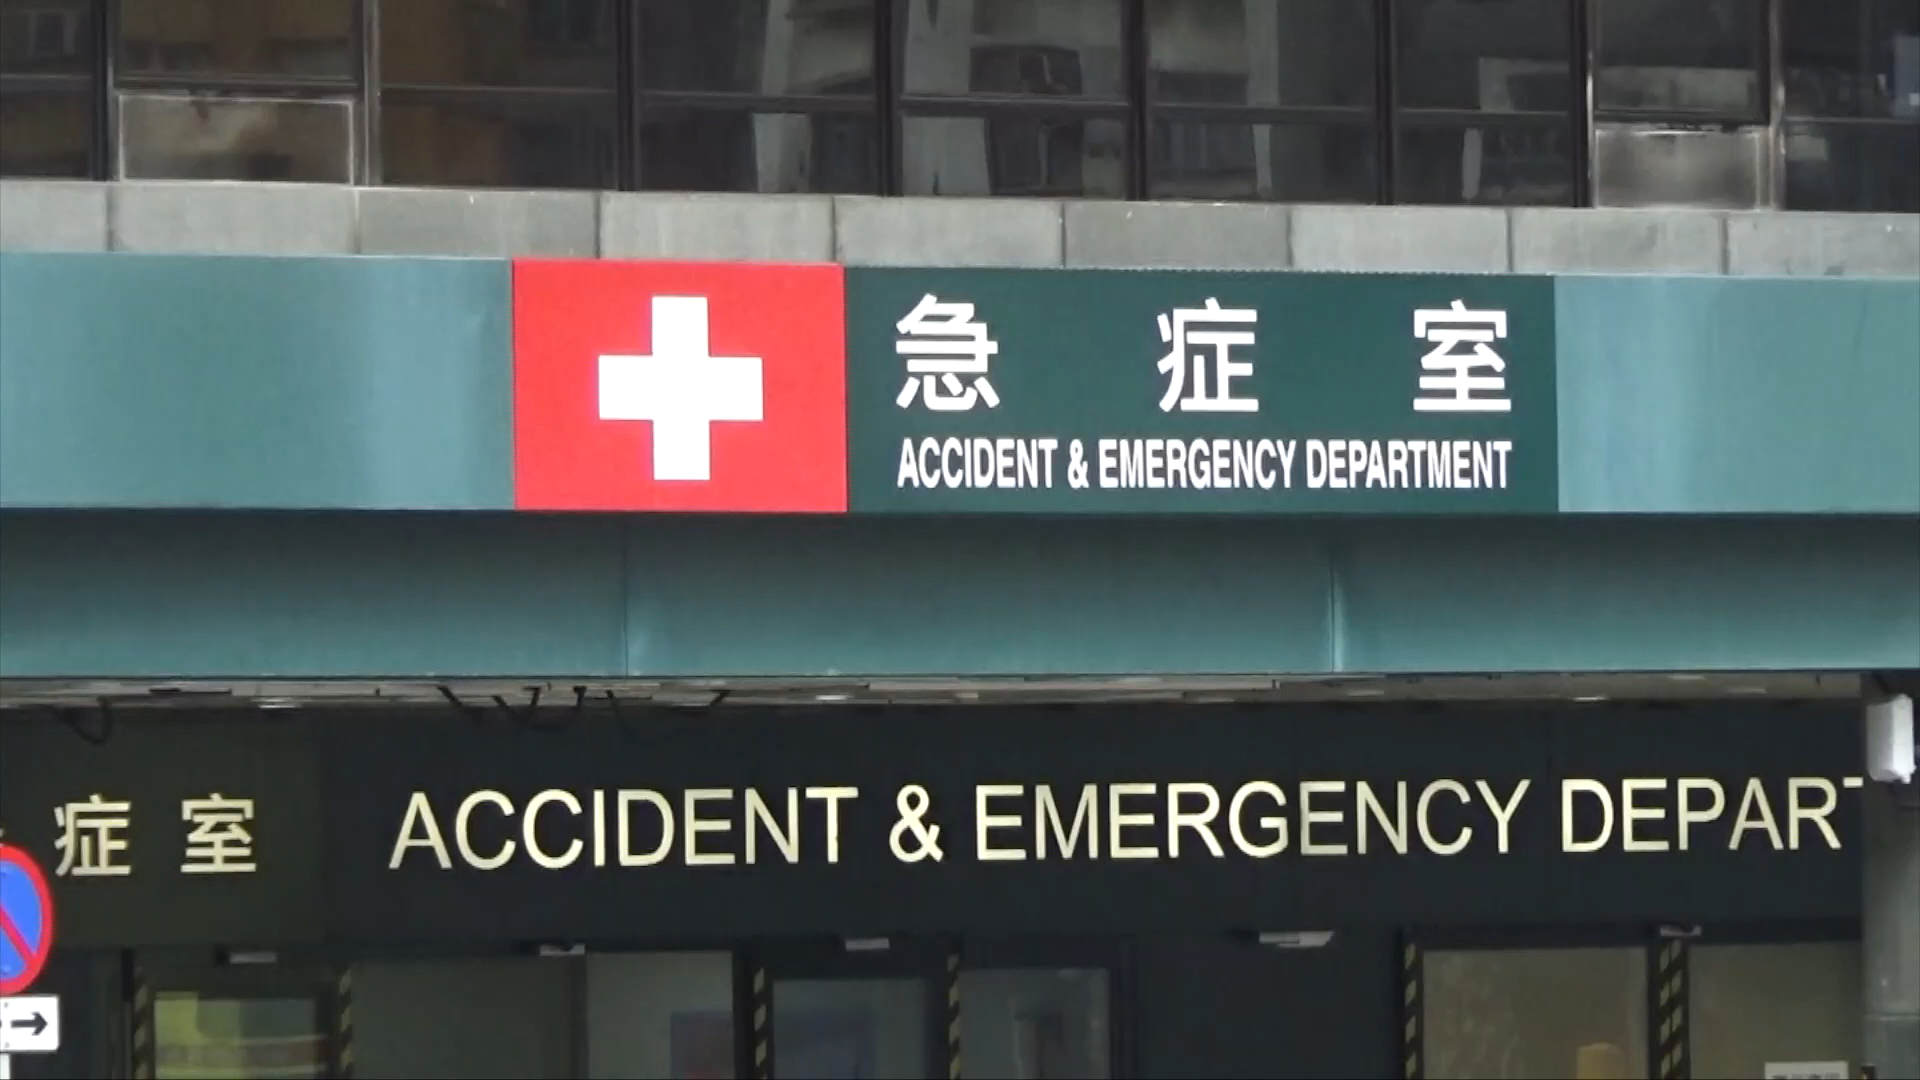 急症室
ACCIDENT & EMERGENCY DEPARTMENT
症室 ACCIDENT & EMERGENCY DEPAR